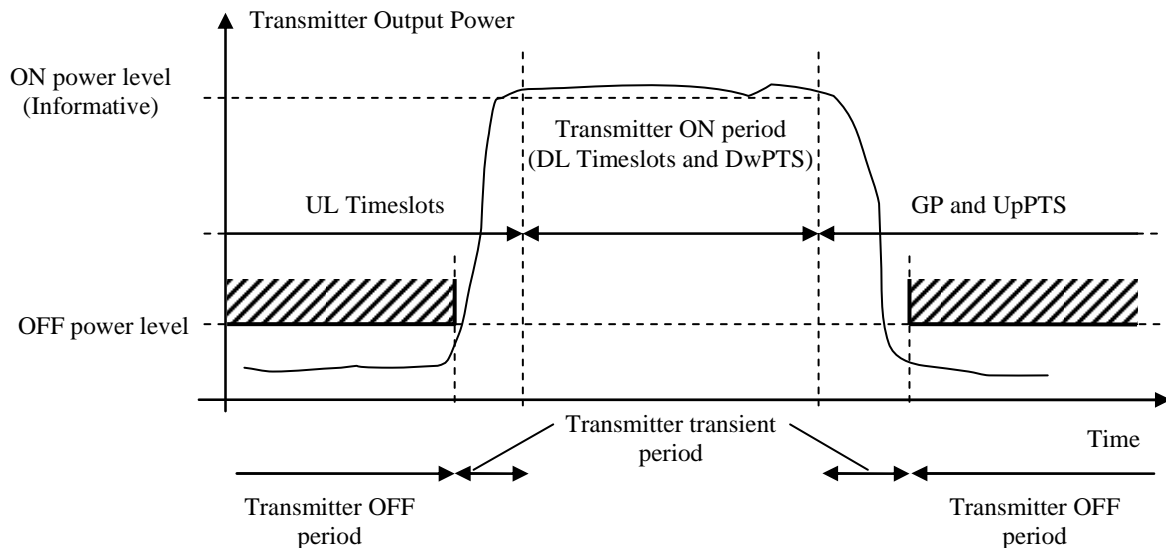 Transmitter Output Power
ON power level
(Informative)
Transmitter ON period
(DL Timeslots and DwPTS)
UL Timeslots
GP and UpPTS
OFF power level
Transmitter transient
period
Time
Transmitter OFF
period
Transmitter OFF
period